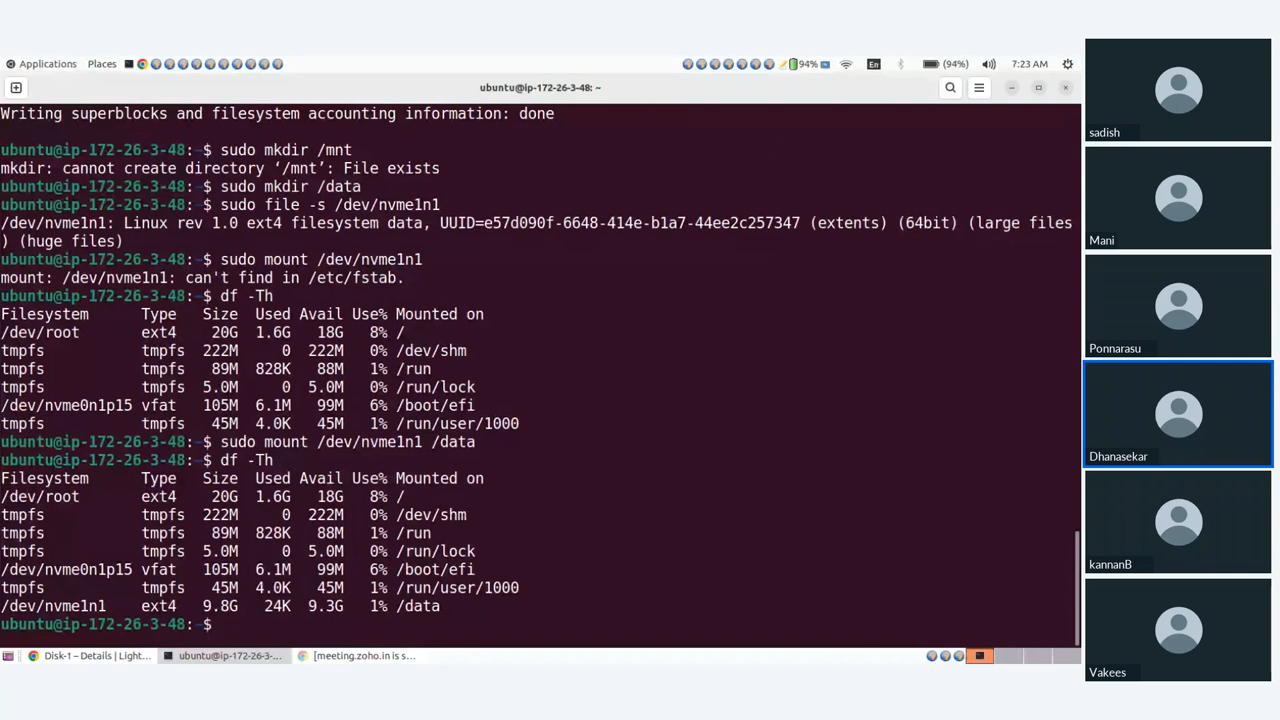 Applications Places 94% En (94%) 7:23 AM
ubuntu@ip-172-26-3-48: ~
Writing superblocks and filesystem accounting information: done
ubuntu@ip-172-26-3-48:~$ sudo mkdir /mnt
mkdir: cannot create directory ‘/mnt’: File exists
ubuntu@ip-172-26-3-48:~$ sudo mkdir /data
ubuntu@ip-172-26-3-48:~$ sudo file -s /dev/nvme1n1
/dev/nvme1n1: Linux rev 1.0 ext4 filesystem data, UUID=e57d090f-6648-414e-b1a7-44ee2c257347 (extents) (64bit) (large files
) (huge files)
ubuntu@ip-172-26-3-48:~$ sudo mount /dev/nvme1n1
mount: /dev/nvme1n1: can't find in /etc/fstab.
ubuntu@ip-172-26-3-48:~$ df -Th
Filesystem Type Size Used Avail Use% Mounted on
/dev/root ext4 20G 1.6G 18G 8% /
tmpfs tmpfs 222M 0 222M 0% /dev/shm
tmpfs tmpfs 89M 828K 88M 1% /run
tmpfs tmpfs 5.0M 0 5.0M 0% /run/lock
/dev/nvme0n1p15 vfat 105M 6.1M 99M 6% /boot/efi
tmpfs tmpfs 45M 4.0K 45M 1% /run/user/1000
ubuntu@ip-172-26-3-48:~$ sudo mount /dev/nvme1n1 /data
ubuntu@ip-172-26-3-48:~$ df -Th
Filesystem Type Size Used Avail Use% Mounted on
/dev/root ext4 20G 1.6G 18G 8% /
tmpfs tmpfs 222M 0 222M 0% /dev/shm
tmpfs tmpfs 89M 828K 88M 1% /run
tmpfs tmpfs 5.0M 0 5.0M 0% /run/lock
/dev/nvme0n1p15 vfat 105M 6.1M 99M 6% /boot/efi
tmpfs tmpfs 45M 4.0K 45M 1% /run/user/1000
/dev/nvme1n1 ext4 9.8G 24K 9.3G 1% /data
ubuntu@ip-172-26-3-48:~$
Disk-1 – Details | Light... ubuntu@ip-172-26-3-... [meeting.zoho.in is s...
sadish
Mani
Ponnarasu
Dhanasekar
kannanB
Vakees